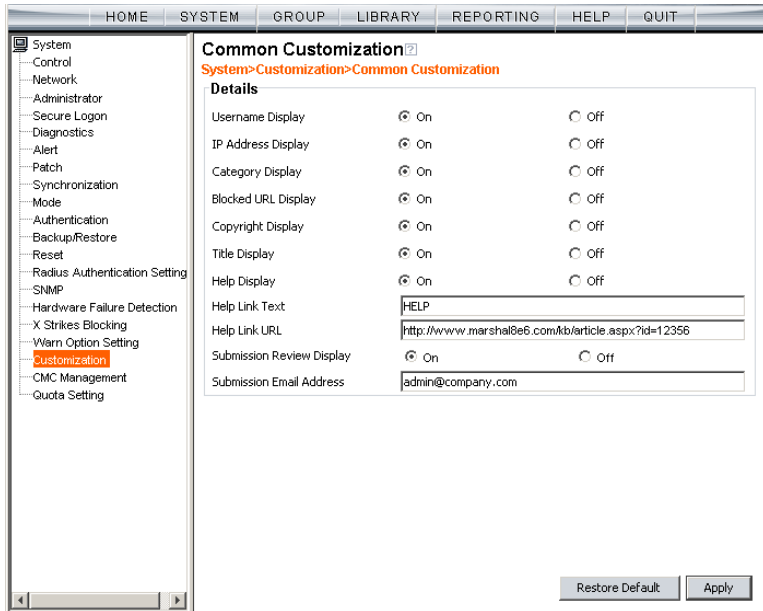 HOME SYSTEM GROUP LIBRARY REPORTING HELP QUIT
System
Control
Network
Administrator
Secure Logon
Diagnostics
Alert
Patch
Synchronization
Mode
Authentication
Backup/Restore
Reset
Radius Authentication Setting
SNMP
Hardware Failure Detection
X Strikes Blocking
Warn Option Setting
Customization
CMC Management
Quota Setting
Common Customization ?
System>Customization>Common Customization
Details
Username Display On Off
IP Address Display On Off
Category Display On Off
Blocked URL Display On Off
Copyright Display On Off
Title Display On Off
Help Display On Off
Help Link Text HELP
Help Link URL http://www.marshal8e6.com/kb/article.aspx?id=12356
Submission Review Display On Off
Submission Email Address admin@company.com
Restore Default Apply